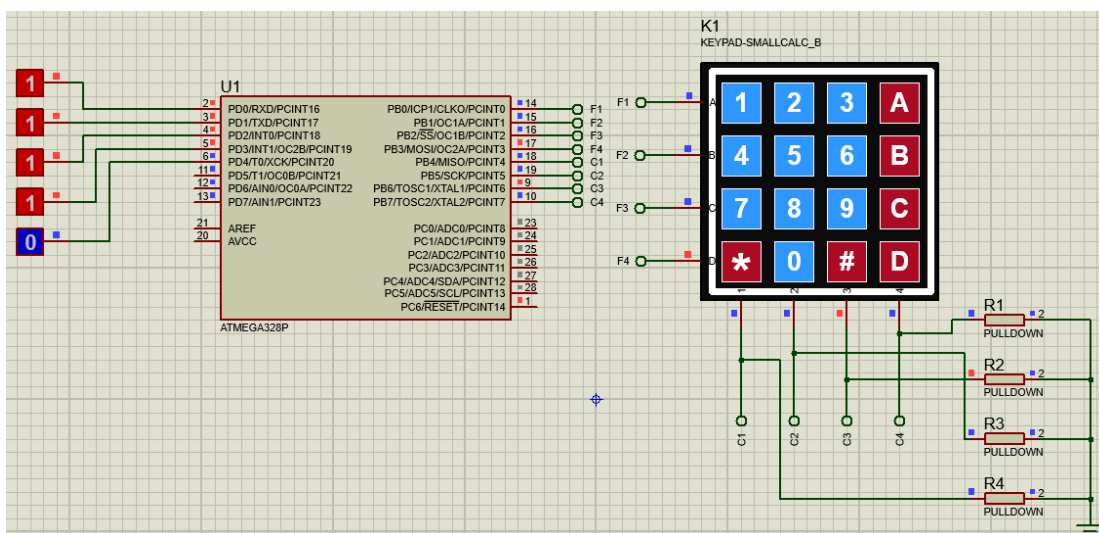 K1
KEYPAD-SMALLCALC_B
1
1
1
1
0
U1
2 PD0/RXD/PCINT16 PB0/ICP1/CLKO/PCINT0 14 F1
3 PD1/TXD/PCINT17 PB1/OC1A/PCINT1 15 F2
4 PD2/INT0/PCINT18 PB2/SS/OC1B/PCINT2 16 F3
5 PD3/INT1/OC2B/PCINT19 PB3/MOSI/OC2A/PCINT3 17 F4
6 PD4/T0/XCK/PCINT20 PB4/MISO/PCINT4 18 C1
11 PD5/T1/OC0B/PCINT21 PB5/SCK/PCINT5 19 C2
12 PD6/AIN0/OC0A/PCINT22 PB6/TOSC1/XTAL1/PCINT6 9 C3
13 PD7/AIN1/PCINT23 PB7/TOSC2/XTAL2/PCINT7 10 C4
21 AREF PC0/ADC0/PCINT8 23
20 AVCC PC1/ADC1/PCINT9 24
PC2/ADC2/PCINT10 25
PC3/ADC3/PCINT11 26
PC4/ADC4/SDA/PCINT12 27
PC5/ADC5/SCL/PCINT13 28
PC6/RESET/PCINT14 1
ATMEGA328P
F1 A 1 2 3 A
F2 B 4 5 6 B
F3 C 7 8 9 C
F4 D * 0 # D
1 2 3 4
C1 C2 C3 C4
R1
2
PULLDOWN
R2
2
PULLDOWN
R3
2
PULLDOWN
R4
2
PULLDOWN